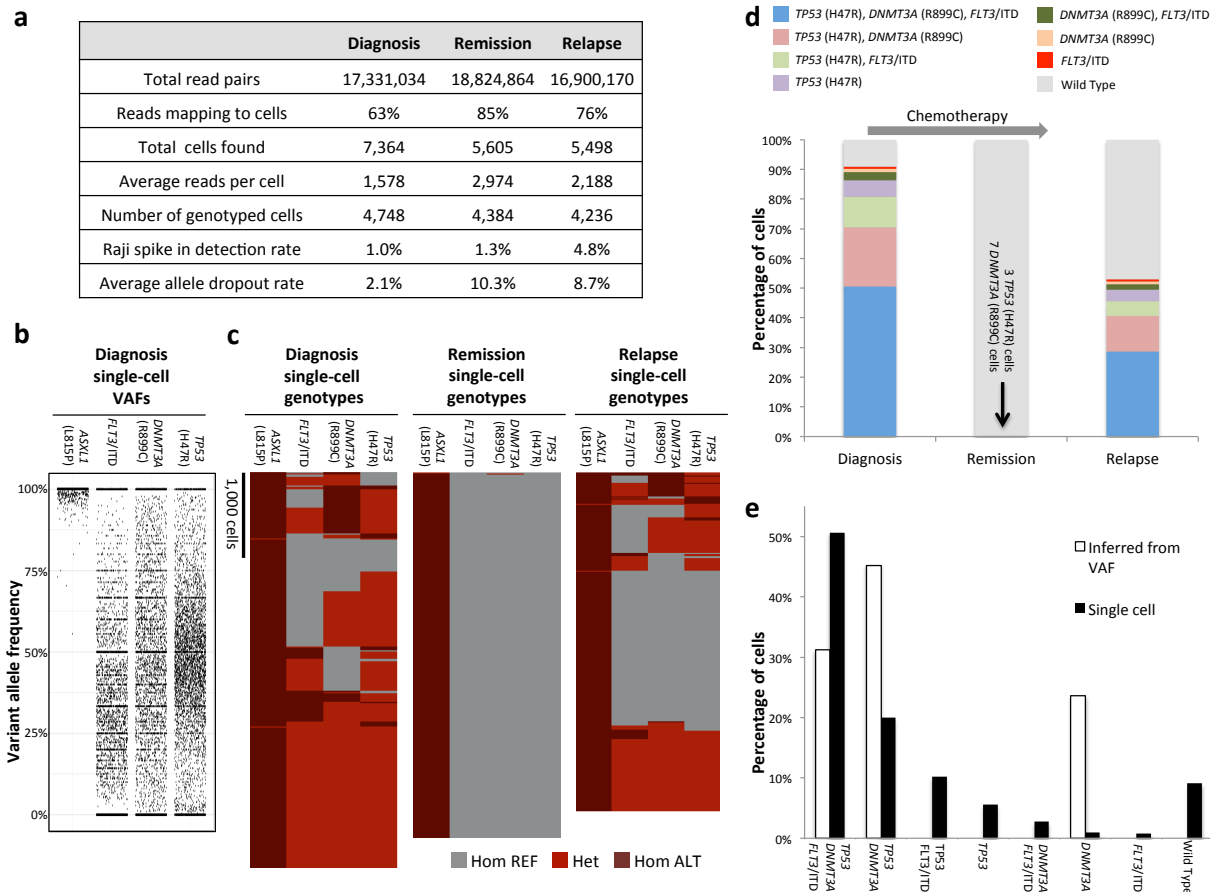 a
Diagnosis Remission Relapse
Total read pairs 17,331,034 18,824,864 16,900,170
Reads mapping to cells 63% 85% 76%
Total cells found 7,364 5,605 5,498
Average reads per cell 1,578 2,974 2,188
Number of genotyped cells 4,748 4,384 4,236
Raji spike in detection rate 1.0% 1.3% 4.8%
Average allele dropout rate 2.1% 10.3% 8.7%
b
Diagnosis
single-cell
VAFs
ASXL1
(L815P)
FLT3/ITD
DNMT3A
(R899C)
TP53
(H47R)
Variant allele frequency
100%
75%
50%
25%
0%
c
Diagnosis
single-cell
genotypes
Remission
single-cell
genotypes
Relapse
single-cell
genotypes
ASXL1
(L815P)
FLT3/ITD
DNMT3A
(R899C)
TP53
(H47R)
ASXL1
(L815P)
FLT3/ITD
DNMT3A
(R899C)
TP53
(H47R)
ASXL1
(L815P)
FLT3/ITD
DNMT3A
(R899C)
TP53
(H47R)
1,000 cells
Hom REF Het Hom ALT
d
TP53 (H47R), DNMT3A (R899C), FLT3/ITD
TP53 (H47R), DNMT3A (R899C)
TP53 (H47R), FLT3/ITD
TP53 (H47R)
DNMT3A (R899C), FLT3/ITD
DNMT3A (R899C)
FLT3/ITD
Wild Type
Chemotherapy
Percentage of cells
100%
90%
80%
70%
60%
50%
40%
30%
20%
10%
0%
3 TP53 (H47R) cells
7 DNMT3A (R899C) cells
Diagnosis Remission Relapse
e
Percentage of cells
50%
40%
30%
20%
10%
0%
Inferred from
VAF
Single cell
TP53
DNMT3A
FLT3/ITD
TP53
DNMT3A
TP53
FLT3/ITD
TP53
DNMT3A
FLT3/ITD
DNMT3A
FLT3/ITD
Wild Type